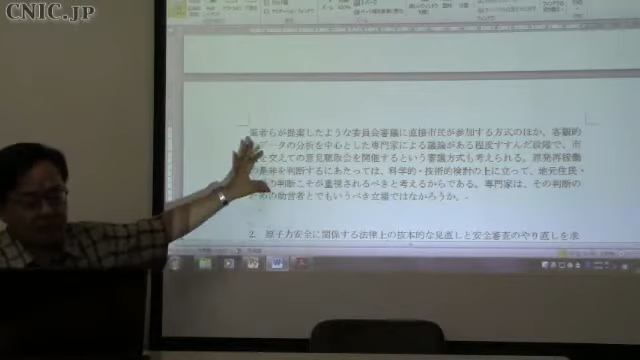 CNIC.JP
筆者らが提案したような委員会審議に直接市民が参加する方式のほか、客観的
データの分析を中心とした専門家による議論がある程度すすんだ段階で、市
を交えての意見聴取会を開催するという審議方式も考えられる。原発再稼働
の是非を判断するにあたっては、科学的・技術的検討の上に立って、地元住民・
の判断こそが重視されるべきと考えるからである。専門家は、その判断の
ための助言者とでもいうべき立場ではなかろうか。
2. 原子力安全に関係する法律上の抜本的な見直しと安全審査のやり直しを求